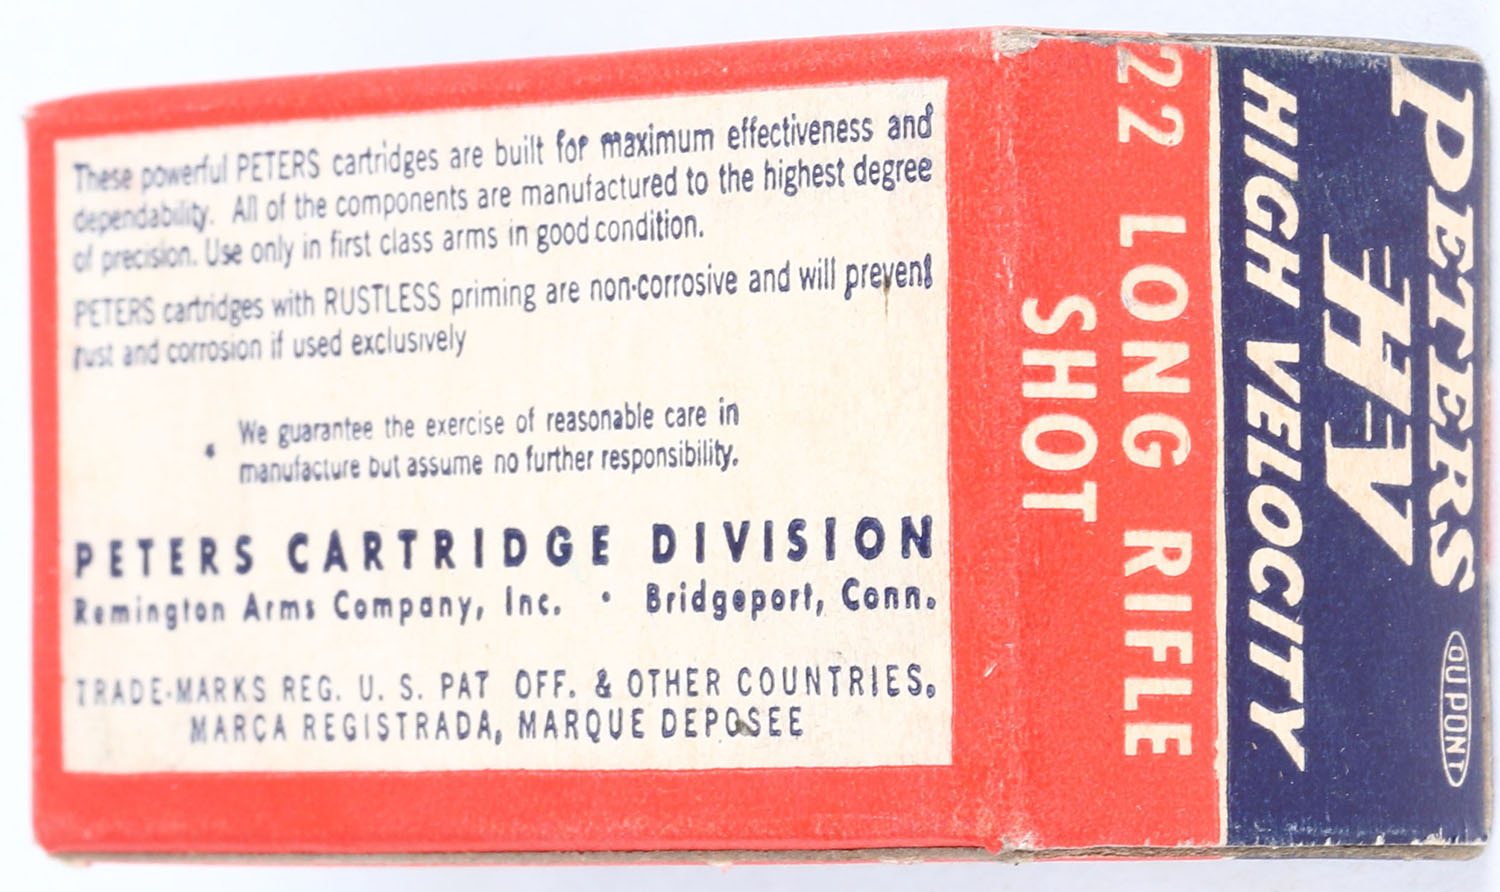 These powerful PETERS cartridges are built for maximum effectiveness and
dependability. All of the components are manufactured to the highest degree
of precision. Use only in first class arms in good condition.
PETERS cartridges with RUSTLESS priming are non-corrosive and will prevent
rust and corrosion if used exclusively
We guarantee the exercise of reasonable care in
manufacture but assume no further responsibility.
PETERS CARTRIDGE DIVISION
Remington Arms Company, Inc. • Bridgeport, Conn.
TRADE-MARKS REG. U. S. PAT OFF. & OTHER COUNTRIES.
MARCA REGISTRADA, MARQUE DEPOSEE
PETERS
HV
HIGH VELOCITY
22 LONG RIFLE
SHOT
DUPONT